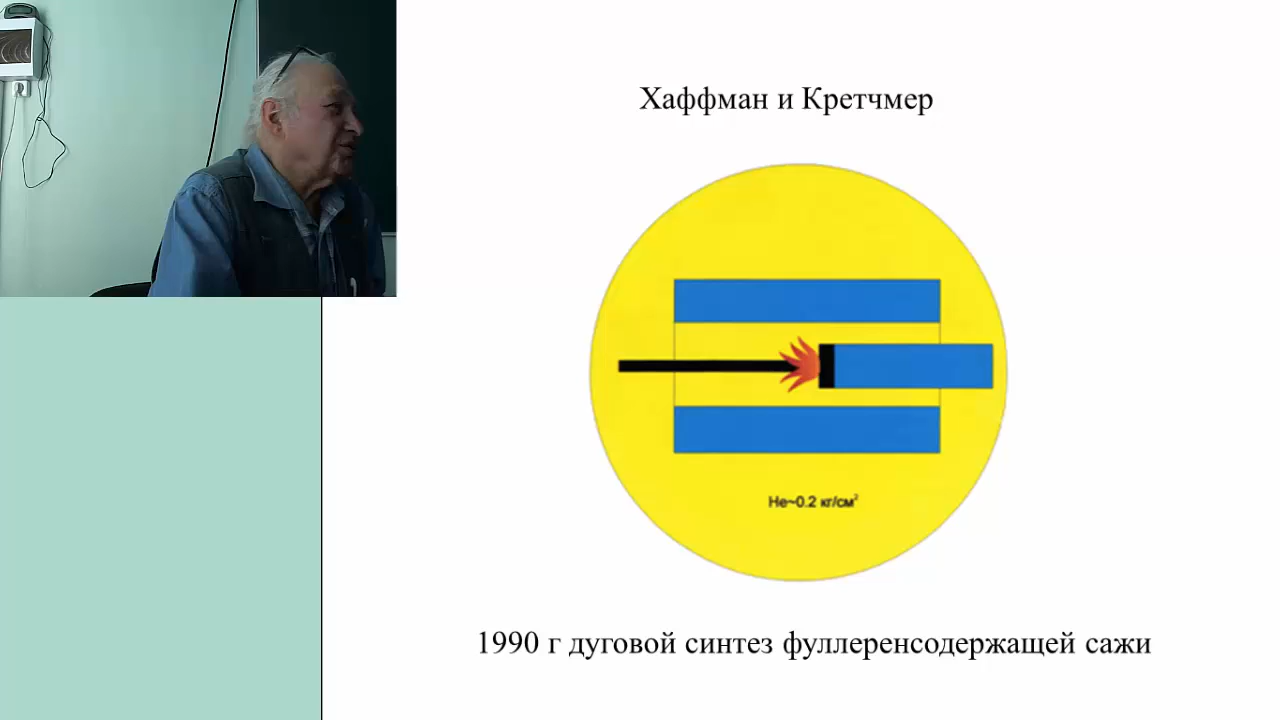 Хаффман и Кретчмер
He~0.2 кг/см²
1990 г дуговой синтез фуллеренсодержащей сажи